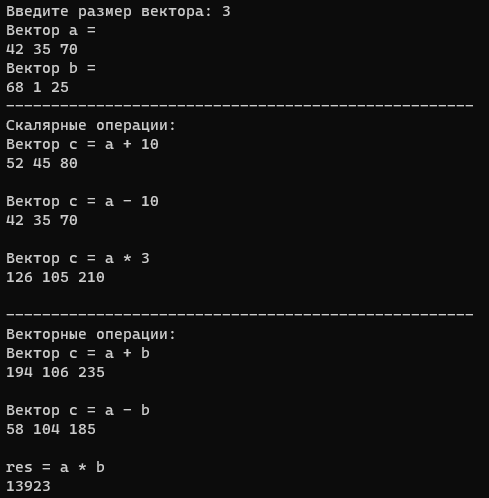 Введите размер вектора: 3
Вектор a =
42 35 70
Вектор b =
68 1 25
----------------------------------------------------
Скалярные операции:
Вектор c = a + 10
52 45 80
Вектор c = a - 10
42 35 70
Вектор c = a * 3
126 105 210
----------------------------------------------------
Векторные операции:
Вектор c = a + b
194 106 235
Вектор c = a - b
58 104 185
res = a * b
13923